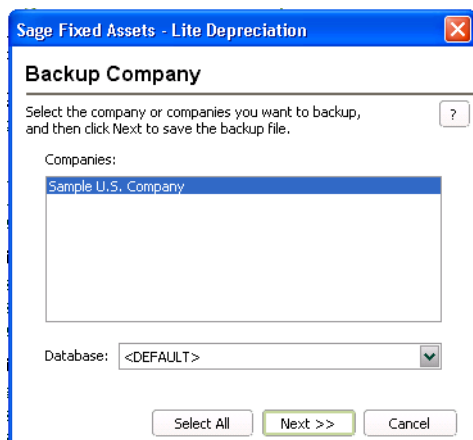 Sage Fixed Assets - Lite Depreciation
Backup Company
Select the company or companies you want to backup,
and then click Next to save the backup file.
?
Companies:
Sample U.S. Company
Database: <DEFAULT>
Select All Next >> Cancel